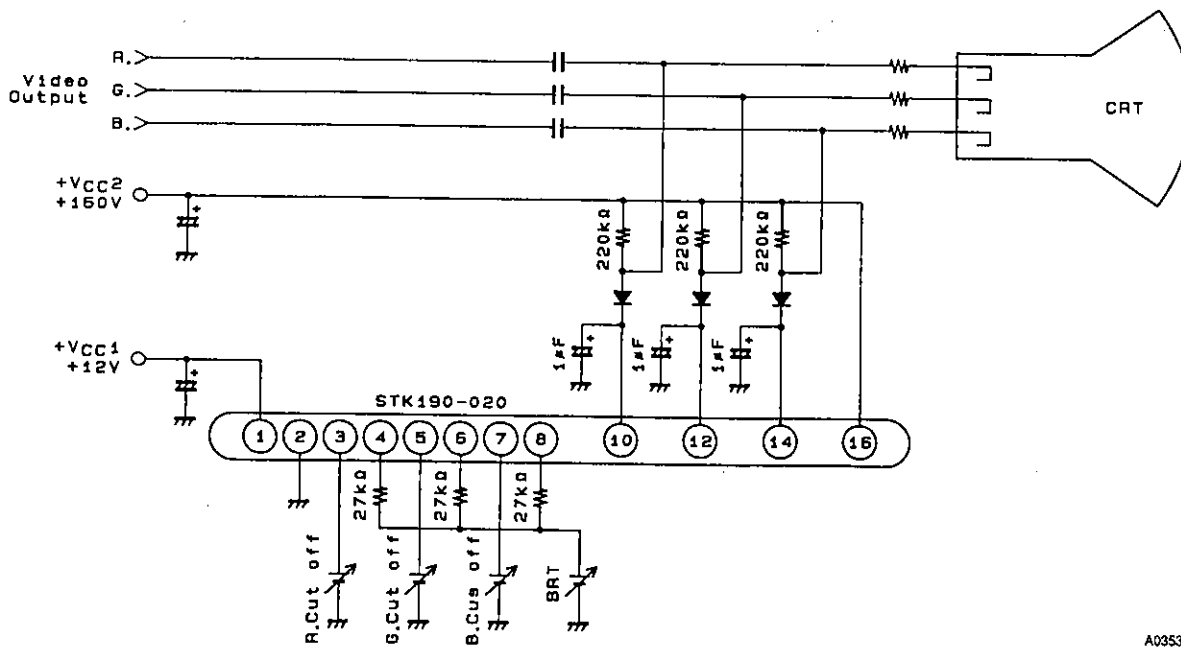 R.
Video
Output
G.
B.
CRT
+VCC2
+150V
220kΩ
220kΩ
220kΩ
1µF
1µF
1µF
+VCC1
+12V
STK190-020
1
2
3
4
5
6
7
8
10
12
14
16
27kΩ
27kΩ
27kΩ
R.Cut off
G.Cut off
B.Cus off
BRT
+
+
+
+
+
A0353